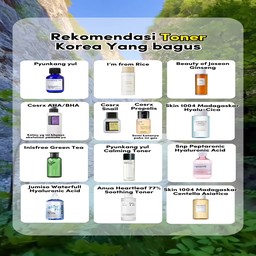 Rekomendasi Toner
Korea Yang bagus
Pyunkang yul
I'm from Rice
Beauty of Joseon
Ginseng
Cosrx AHA/BHA
Cosrx
Snail
Cosrx
Propolis
Skin 1004 Madagaskar
Hyalu-Cica
Inisfree Green Tea
Pyunkang yul
Calming Toner
Snp Peptaronic
Hyaluronic Acid
Jumiso Waterfull
Hyaluronic Acid
Anua Heartleaf 77%
Soothing Toner
Skin 1004 Madagaskar
Centella Asiatica